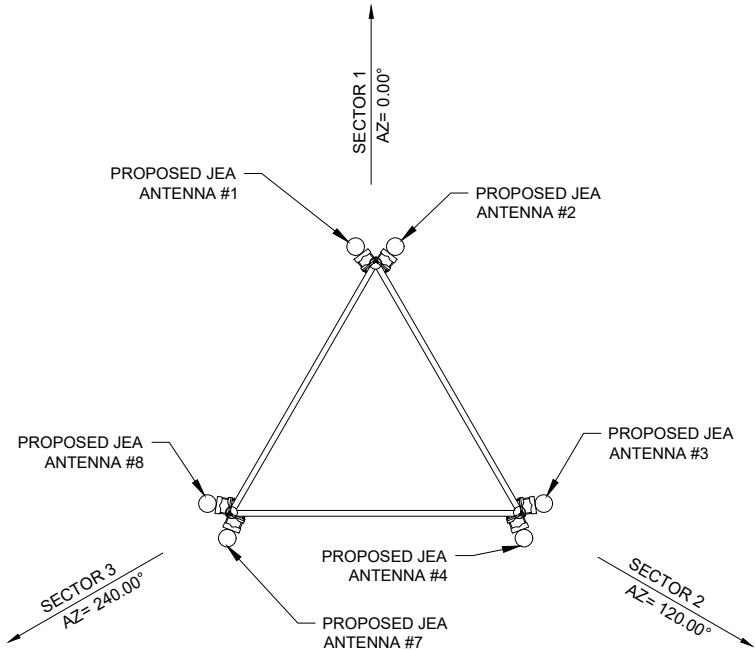 SECTOR 1
AZ= 0.00°
PROPOSED JEA
ANTENNA #1
PROPOSED JEA
ANTENNA #2
PROPOSED JEA
ANTENNA #8
PROPOSED JEA
ANTENNA #3
PROPOSED JEA
ANTENNA #4
SECTOR 3
AZ= 240.00°
SECTOR 2
AZ= 120.00°
PROPOSED JEA
ANTENNA #7